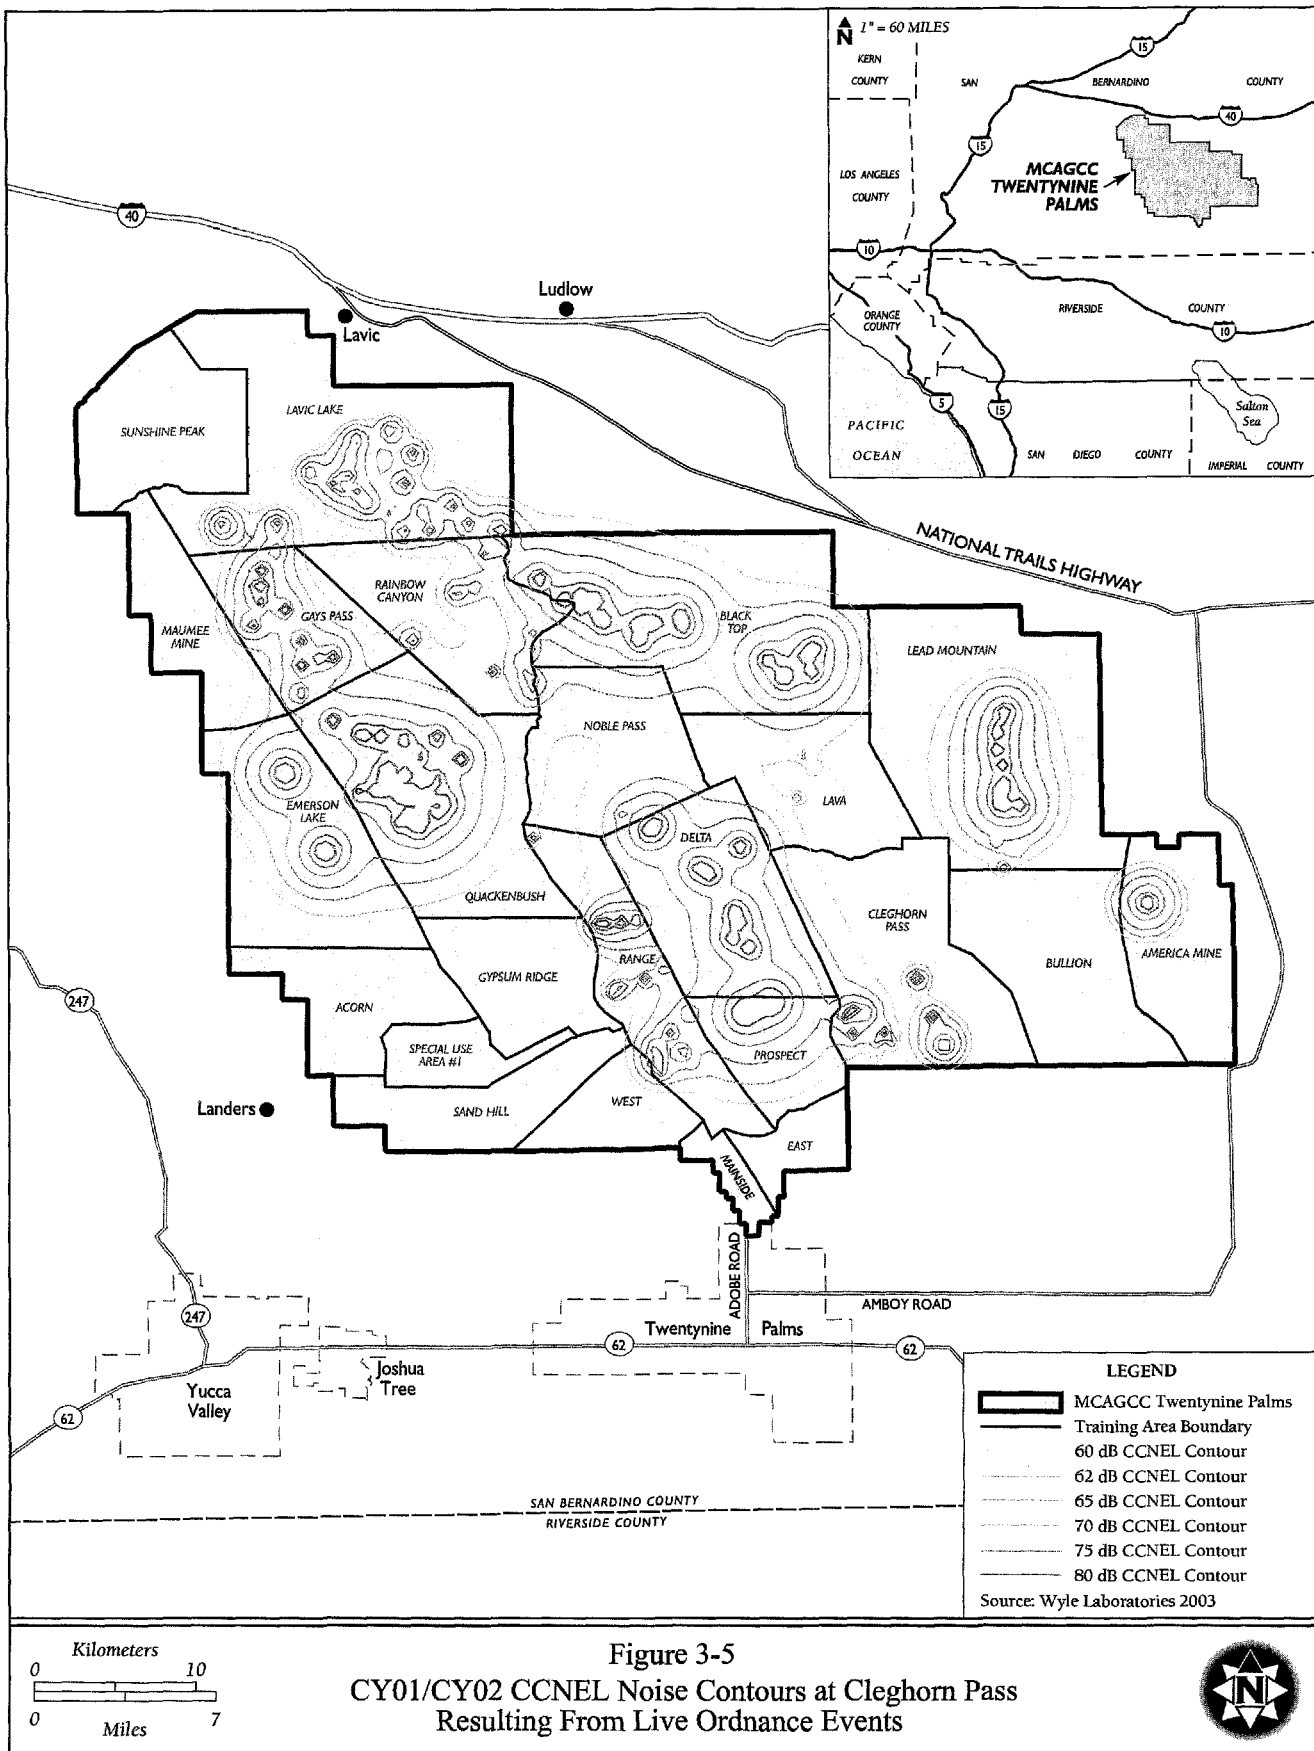 N 1" = 60 MILES
KERN
COUNTY
SAN
BERNARDINO
COUNTY
15
40
15
LOS ANGELES
COUNTY
MCAGCC
TWENTYNINE
PALMS
10
ORANGE
COUNTY
RIVERSIDE
COUNTY
10
5
15
Salton
Sea
PACIFIC
OCEAN
SAN
DIEGO
COUNTY
IMPERIAL
COUNTY
40
Ludlow
Lavic
NATIONAL TRAILS HIGHWAY
LAVIC LAKE
SUNSHINE PEAK
RAINBOW
CANYON
GAYS PASS
MAUMEE
MINE
BLACK
TOP
LEAD MOUNTAIN
NOBLE PASS
LAVA
EMERSON
LAKE
DELTA
QUACKENBUSH
CLEGHORN
PASS
RANGE
GYPSUM RIDGE
BULLION
AMERICA MINE
ACORN
247
SPECIAL USE
AREA #1
PROSPECT
WEST
SAND HILL
Landers
EAST
MAINSIDE
ADOBE ROAD
AMBOY ROAD
247
Twentynine
Palms
62
62
Joshua
Tree
Yucca
Valley
62
SAN BERNARDINO COUNTY
RIVERSIDE COUNTY
LEGEND
MCAGCC Twentynine Palms
Training Area Boundary
60 dB CCNEL Contour
62 dB CCNEL Contour
65 dB CCNEL Contour
70 dB CCNEL Contour
75 dB CCNEL Contour
80 dB CCNEL Contour
Source: Wyle Laboratories 2003
Kilometers
0 10
0 7
Miles
Figure 3-5
CY01/CY02 CCNEL Noise Contours at Cleghorn Pass
Resulting From Live Ordnance Events
N